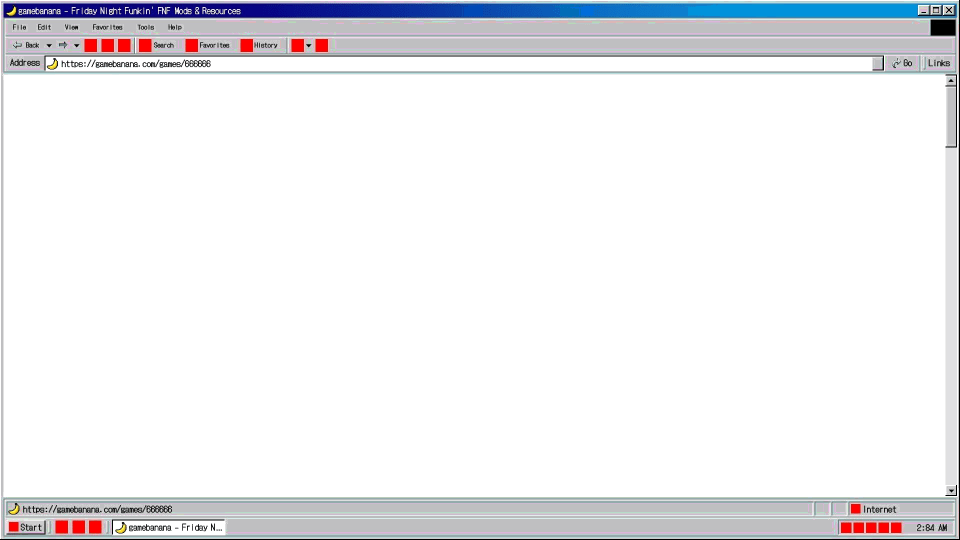 gamebanana - Friday Night Funkin' FNF Mods & Resources
File Edit View Favorites Tools Help
Back Search Favorites History
Address https://gamebanana.com/games/666666 Go Links
https://gamebanana.com/games/666666 Internet
Start gamebanana - Friday N... 2:84 AM